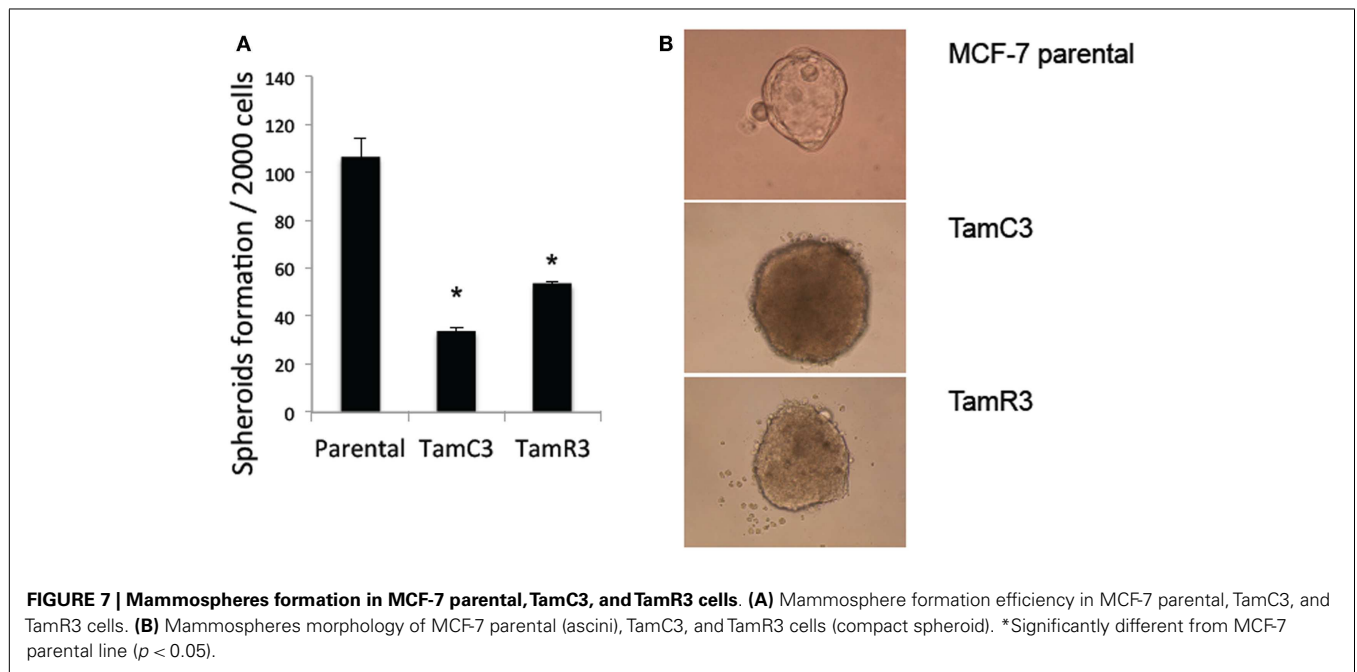 A
B
140
120
100
80
60
40
20
0
Spheroids formation / 2000 cells
*
*
Parental TamC3 TamR3
MCF-7 parental
TamC3
TamR3
FIGURE 7 | Mammospheres formation in MCF-7 parental, TamC3, and TamR3 cells. (A) Mammosphere formation efficiency in MCF-7 parental, TamC3, and
TamR3 cells. (B) Mammospheres morphology of MCF-7 parental (ascini), TamC3, and TamR3 cells (compact spheroid). *Significantly different from MCF-7
parental line (p < 0.05).